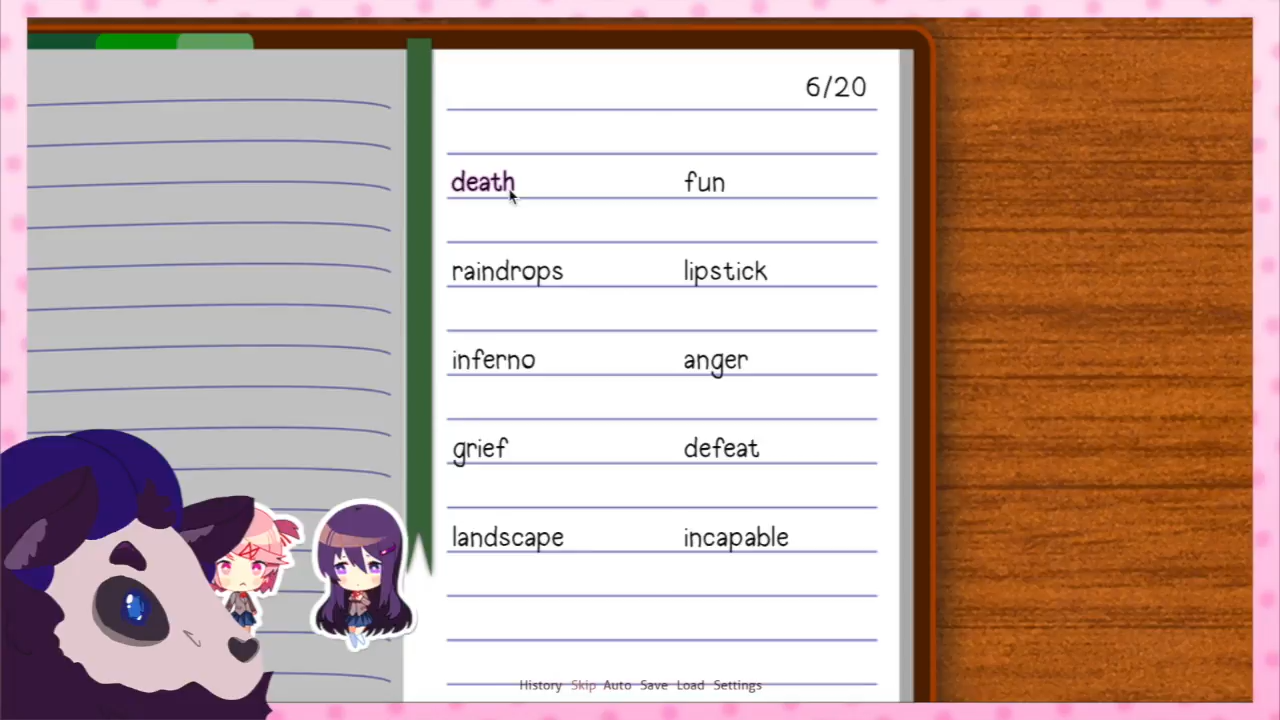 6/20
death fun
raindrops lipstick
inferno anger
grief defeat
landscape incapable
History Skip Auto Save Load Settings